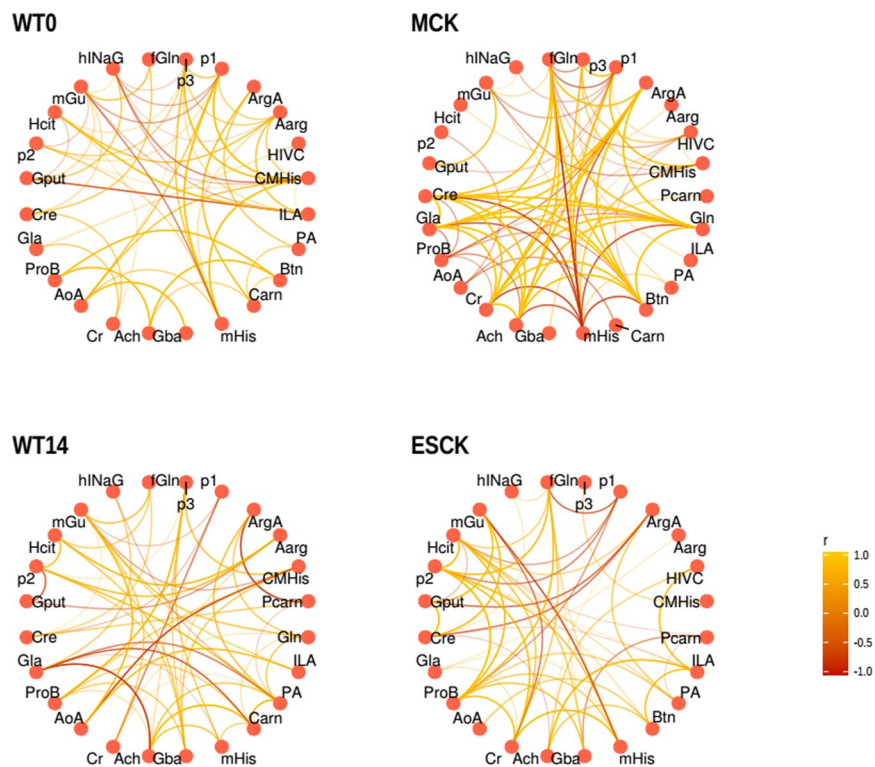 WT0
hINaG
fGln
p3
p1
ArgA
Aarg
HIVC
CMHis
ILA
PA
Btn
Carn
mHis
Gba
Ach
Cr
AoA
ProB
Gla
Cre
Gput
p2
Hcit
mGu
MCK
hINaG
fGln
p3
p1
ArgA
Aarg
HIVC
CMHis
Pcarn
Gln
ILA
PA
Btn
Carn
mHis
Gba
Ach
Cr
AoA
ProB
Gla
Cre
Gput
p2
Hcit
mGu
WT14
hINaG
fGln
p3
p1
ArgA
Aarg
CMHis
Pcarn
Gln
ILA
PA
Carn
mHis
Gba
Ach
Cr
AoA
ProB
Gla
Cre
Gput
p2
Hcit
mGu
ESCK
hINaG
fGln
p3
p1
ArgA
Aarg
HIVC
CMHis
Pcarn
ILA
PA
Btn
mHis
Gba
Ach
Cr
AoA
ProB
Gla
Cre
Gput
p2
Hcit
mGu
r
1.0
0.5
0.0
-0.5
-1.0